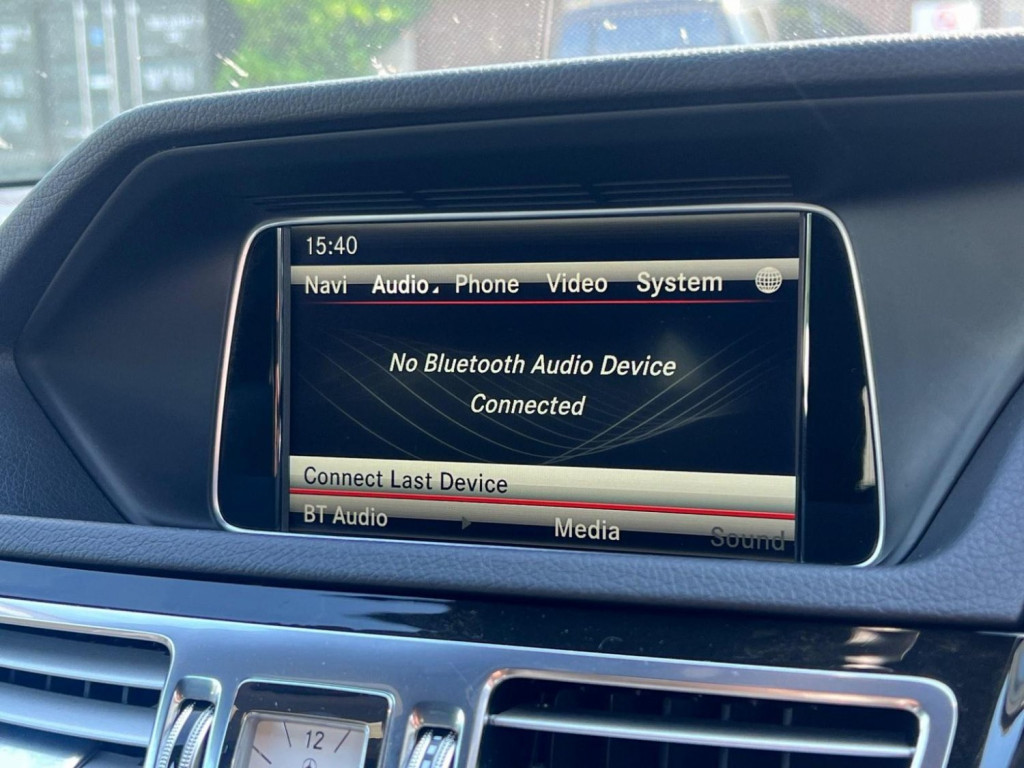 15:40
Navi Audio Phone Video System
No Bluetooth Audio Device
Connected
Connect Last Device
BT Audio Media Sound
12